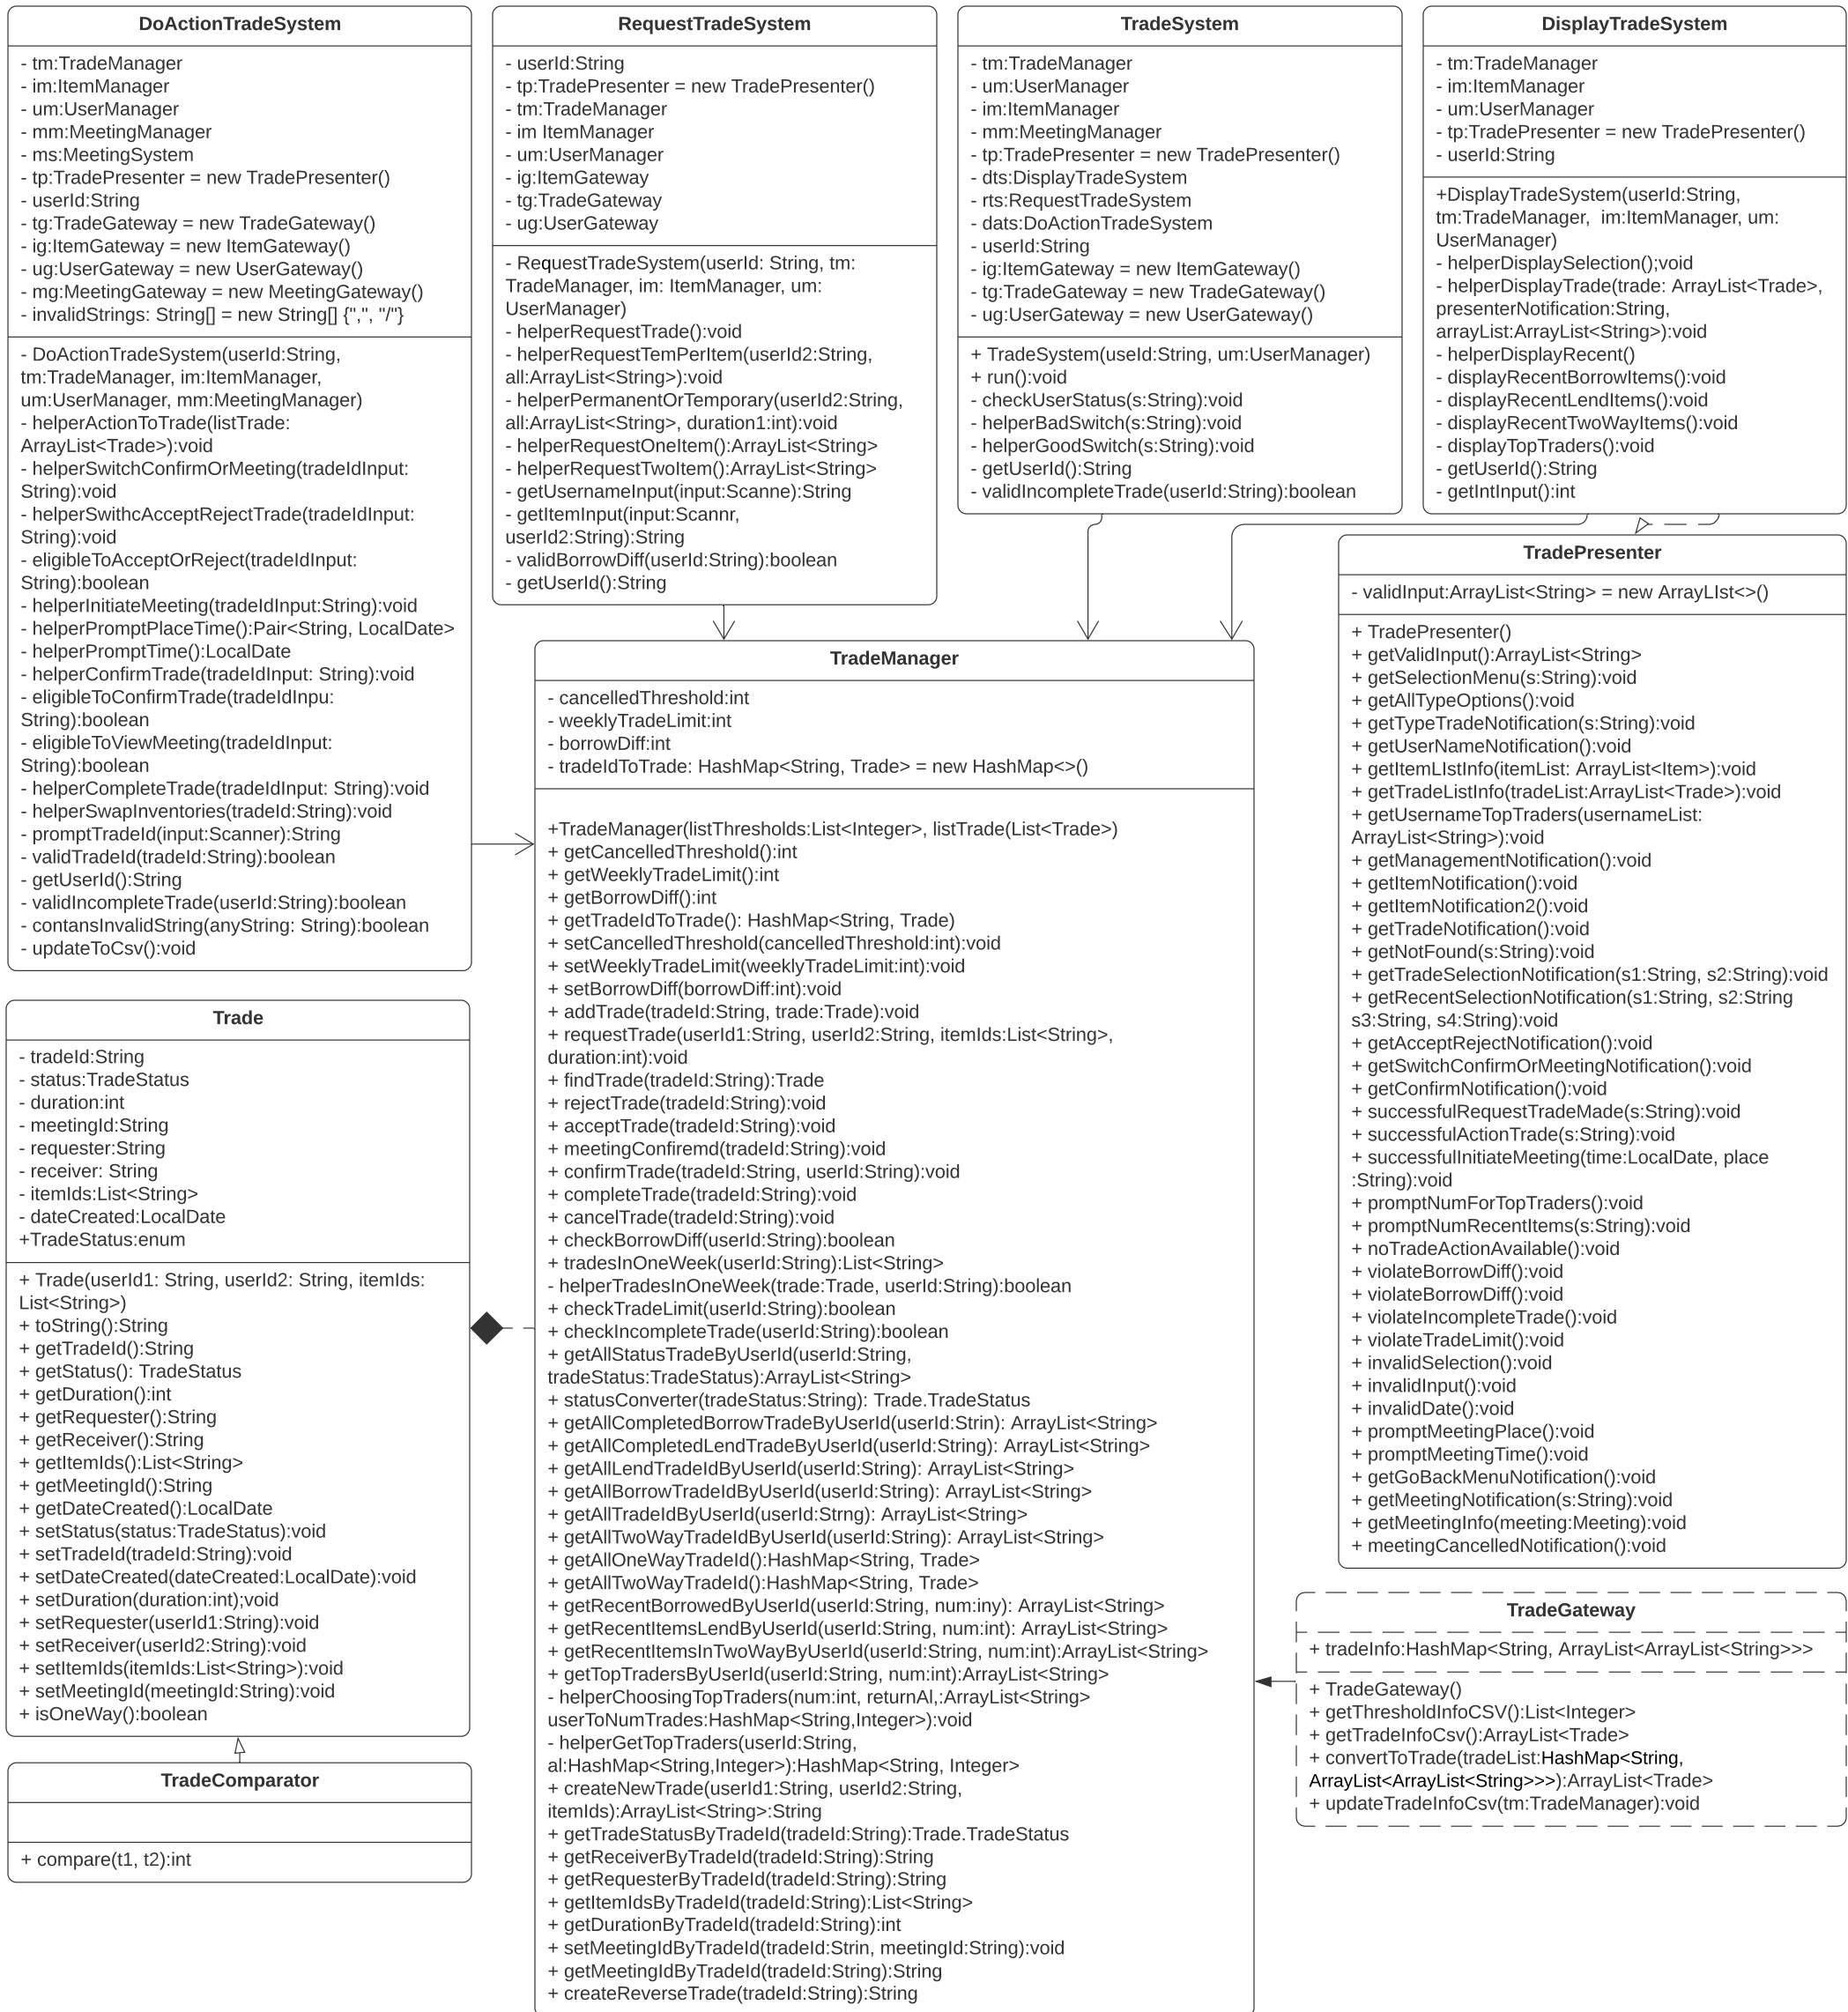 DoActionTradeSystem
- tm:TradeManager
- im:ItemManager
- um:UserManager
- mm:MeetingManager
- ms:MeetingSystem
- tp:TradePresenter = new TradePresenter()
- userId:String
- tg:TradeGateway = new TradeGateway()
- ig:ItemGateway = new ItemGateway()
- ug:UserGateway = new UserGateway()
- mg:MeetingGateway = new MeetingGateway()
- invalidStrings: String[] = new String[] {",", "/"}
- DoActionTradeSystem(userId:String,
tm:TradeManager, im:ItemManager,
um:UserManager, mm:MeetingManager)
- helperActionToTrade(listTrade:
ArrayList<Trade>):void
- helperSwitchConfirmOrMeeting(tradeIdInput:
String):void
- helperSwithcAcceptRejectTrade(tradeIdInput:
String):void
- eligibleToAcceptOrReject(tradeIdInput:
String):boolean
- helperInitiateMeeting(tradeIdInput:String):void
- helperPromptPlaceTime():Pair<String, LocalDate>
- helperPromptTime():LocalDate
- helperConfirmTrade(tradeIdInput: String):void
- eligibleToConfirmTrade(tradeIdInpu:
String):boolean
- eligibleToViewMeeting(tradeIdInput:
String):boolean
- helperCompleteTrade(tradeIdInput: String):void
- helperSwapInventories(tradeId:String):void
- promptTradeId(input:Scanner):String
- validTradeId(tradeId:String):boolean
- getUserId():String
- validIncompleteTrade(userId:String):boolean
- contansInvalidString(anyString: String):boolean
- updateToCsv():void
RequestTradeSystem
- userId:String
- tp:TradePresenter = new TradePresenter()
- tm:TradeManager
- im ItemManager
- um:UserManager
- ig:ItemGateway
- tg:TradeGateway
- ug:UserGateway
- RequestTradeSystem(userId: String, tm:
TradeManager, im: ItemManager, um:
UserManager)
- helperRequestTrade():void
- helperRequestTemPerItem(userId2:String,
all:ArrayList<String>):void
- helperPermanentOrTemporary(userId2:String,
all:ArrayList<String>, duration1:int):void
- helperRequestOneItem():ArrayList<String>
- helperRequestTwoItem():ArrayList<String>
- getUsernameInput(input:Scanne):String
- getItemInput(input:Scannr,
userId2:String):String
- validBorrowDiff(userId:String):boolean
- getUserId():String
TradeSystem
- tm:TradeManager
- um:UserManager
- im:ItemManager
- mm:MeetingManager
- tp:TradePresenter = new TradePresenter()
- dts:DisplayTradeSystem
- rts:RequestTradeSystem
- dats:DoActionTradeSystem
- userId:String
- ig:ItemGateway = new ItemGateway()
- tg:TradeGateway = new TradeGateway()
- ug:UserGateway = new UserGateway()
+ TradeSystem(useId:String, um:UserManager)
+ run():void
- checkUserStatus(s:String):void
- helperBadSwitch(s:String):void
- helperGoodSwitch(s:String):void
- getUserId():String
- validIncompleteTrade(userId:String):boolean
DisplayTradeSystem
- tm:TradeManager
- im:ItemManager
- um:UserManager
- tp:TradePresenter = new TradePresenter()
- userId:String
+DisplayTradeSystem(userId:String,
tm:TradeManager,  im:ItemManager, um:
UserManager)
- helperDisplaySelection();void
- helperDisplayTrade(trade: ArrayList<Trade>,
presenterNotification:String,
arrayList:ArrayList<String>):void
- helperDisplayRecent()
- displayRecentBorrowItems():void
- displayRecentLendItems():void
- displayRecentTwoWayItems():void
- displayTopTraders():void
- getUserId():String
- getIntInput():int
TradePresenter
- validInput:ArrayList<String> = new ArrayLIst<>()
+ TradePresenter()
+ getValidInput():ArrayList<String>
+ getSelectionMenu(s:String):void
+ getAllTypeOptions():void
+ getTypeTradeNotification(s:String):void
+ getUserNameNotification():void
+ getItemLIstInfo(itemList: ArrayList<Item>):void
+ getTradeListInfo(tradeList:ArrayList<Trade>):void
+ getUsernameTopTraders(usernameList:
ArrayList<String>):void
+ getManagementNotification():void
+ getItemNotification():void
+ getItemNotification2():void
+ getTradeNotification():void
+ getNotFound(s:String):void
+ getTradeSelectionNotification(s1:String, s2:String):void
+ getRecentSelectionNotification(s1:String, s2:String
s3:String, s4:String):void
+ getAcceptRejectNotification():void
+ getSwitchConfirmOrMeetingNotification():void
+ getConfirmNotification():void
+ successfulRequestTradeMade(s:String):void
+ successfulActionTrade(s:String):void
+ successfulInitiateMeeting(time:LocalDate, place
:String):void
+ promptNumForTopTraders():void
+ promptNumRecentItems(s:String):void
+ noTradeActionAvailable():void
+ violateBorrowDiff():void
+ violateBorrowDiff():void
+ violateIncompleteTrade():void
+ violateTradeLimit():void
+ invalidSelection():void
+ invalidInput():void
+ invalidDate():void
+ promptMeetingPlace():void
+ promptMeetingTime():void
+ getGoBackMenuNotification():void
+ getMeetingNotification(s:String):void
+ getMeetingInfo(meeting:Meeting):void
+ meetingCancelledNotification():void
TradeManager
- cancelledThreshold:int
- weeklyTradeLimit:int
- borrowDiff:int
- tradeIdToTrade: HashMap<String, Trade> = new HashMap<>()
+TradeManager(listThresholds:List<Integer>, listTrade(List<Trade>)
+ getCancelledThreshold():int
+ getWeeklyTradeLimit():int
+ getBorrowDiff():int
+ getTradeIdToTrade(): HashMap<String, Trade)
+ setCancelledThreshold(cancelledThreshold:int):void
+ setWeeklyTradeLimit(weeklyTradeLimit:int):void
+ setBorrowDiff(borrowDiff:int):void
+ addTrade(tradeId:String, trade:Trade):void
+ requestTrade(userId1:String, userId2:String, itemIds:List<String>,
duration:int):void
+ findTrade(tradeId:String):Trade
+ rejectTrade(tradeId:String):void
+ acceptTrade(tradeId:String):void
+ meetingConfiremd(tradeId:String):void
+ confirmTrade(tradeId:String, userId:String):void
+ completeTrade(tradeId:String):void
+ cancelTrade(tradeId:String):void
+ checkBorrowDiff(userId:String):boolean
+ tradesInOneWeek(userId:String):List<String>
- helperTradesInOneWeek(trade:Trade, userId:String):boolean
+ checkTradeLimit(userId:String):boolean
+ checkIncompleteTrade(userId:String):boolean
+ getAllStatusTradeByUserId(userId:String,
tradeStatus:TradeStatus):ArrayList<String>
+ statusConverter(tradeStatus:String): Trade.TradeStatus
+ getAllCompletedBorrowTradeByUserId(userId:Strin): ArrayList<String>
+ getAllCompletedLendTradeByUserId(userId:String): ArrayList<String>
+ getAllLendTradeIdByUserId(userId:String): ArrayList<String>
+ getAllBorrowTradeIdByUserId(userId:String): ArrayList<String>
+ getAllTradeIdByUserId(userId:Strng): ArrayList<String>
+ getAllTwoWayTradeIdByUserId(userId:String): ArrayList<String>
+ getAllOneWayTradeId():HashMap<String, Trade>
+ getAllTwoWayTradeId():HashMap<String, Trade>
+ getRecentBorrowedByUserId(userId:String, num:iny): ArrayList<String>
+ getRecentItemsLendByUserId(userId:String, num:int): ArrayList<String>
+ getRecentItemsInTwoWayByUserId(userId:String, num:int):ArrayList<String>
+ getTopTradersByUserId(userId:String, num:int):ArrayList<String>
- helperChoosingTopTraders(num:int, returnAl,:ArrayList<String>
userToNumTrades:HashMap<String,Integer>):void
- helperGetTopTraders(userId:String,
al:HashMap<String,Integer>):HashMap<String, Integer>
+ createNewTrade(userId1:String, userId2:String,
itemIds):ArrayList<String>:String
+ getTradeStatusByTradeId(tradeId:String):Trade.TradeStatus
+ getReceiverByTradeId(tradeId:String):String
+ getRequesterByTradeId(tradeId:String):String
+ getItemIdsByTradeId(tradeId:String):List<String>
+ getDurationByTradeId(tradeId:String):int
+ setMeetingIdByTradeId(tradeId:Strin, meetingId:String):void
+ getMeetingIdByTradeId(tradeId:String):String
+ createReverseTrade(tradeId:String):String
Trade
- tradeId:String
- status:TradeStatus
- duration:int
- meetingId:String
- requester:String
- receiver: String
- itemIds:List<String>
- dateCreated:LocalDate
+TradeStatus:enum
+ Trade(userId1: String, userId2: String, itemIds:
List<String>)
+ toString():String
+ getTradeId():String
+ getStatus(): TradeStatus
+ getDuration():int
+ getRequester():String
+ getReceiver():String
+ getItemIds():List<String>
+ getMeetingId():String
+ getDateCreated():LocalDate
+ setStatus(status:TradeStatus):void
+ setTradeId(tradeId:String):void
+ setDateCreated(dateCreated:LocalDate):void
+ setDuration(duration:int);void
+ setRequester(userId1:String):void
+ setReceiver(userId2:String):void
+ setItemIds(itemIds:List<String>):void
+ setMeetingId(meetingId:String):void
+ isOneWay():boolean
TradeComparator
+ compare(t1, t2):int
TradeGateway
+ tradeInfo:HashMap<String, ArrayList<ArrayList<String>>>
+ TradeGateway()
+ getThresholdInfoCSV():List<Integer>
+ getTradeInfoCsv():ArrayList<Trade>
+ convertToTrade(tradeList:HashMap<String,
ArrayList<ArrayList<String>>>):ArrayList<Trade>
+ updateTradeInfoCsv(tm:TradeManager):void